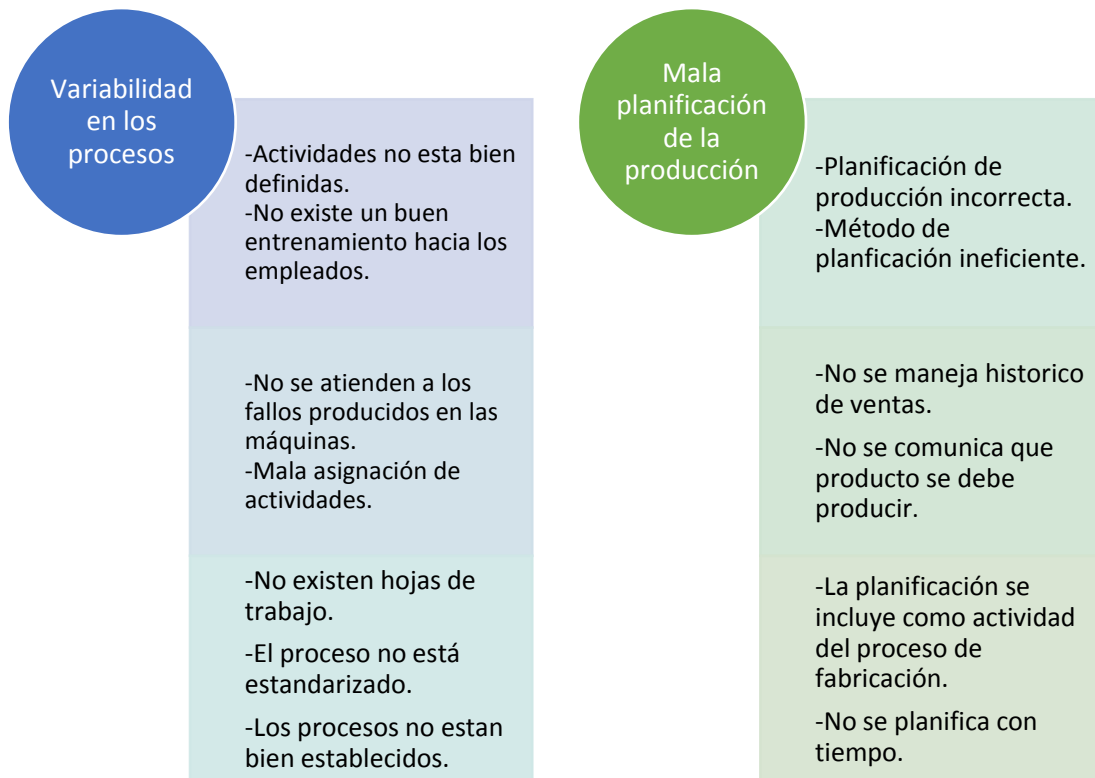 Variabilidad
en los
procesos
-Actividades no esta bien
definidas.
-No existe un buen
entrenamiento hacia los
empleados.
-No se atienden a los
fallos producidos en las
máquinas.
-Mala asignación de
actividades.
-No existen hojas de
trabajo.
-El proceso no está
estandarizado.
-Los procesos no estan
bien establecidos.
Mala
planificación
de la
producción
-Planificación de
producción incorrecta.
-Método de
planficación ineficiente.
-No se maneja historico
de ventas.
-No se comunica que
producto se debe
producir.
-La planificación se
incluye como actividad
del proceso de
fabricación.
-No se planifica con
tiempo.